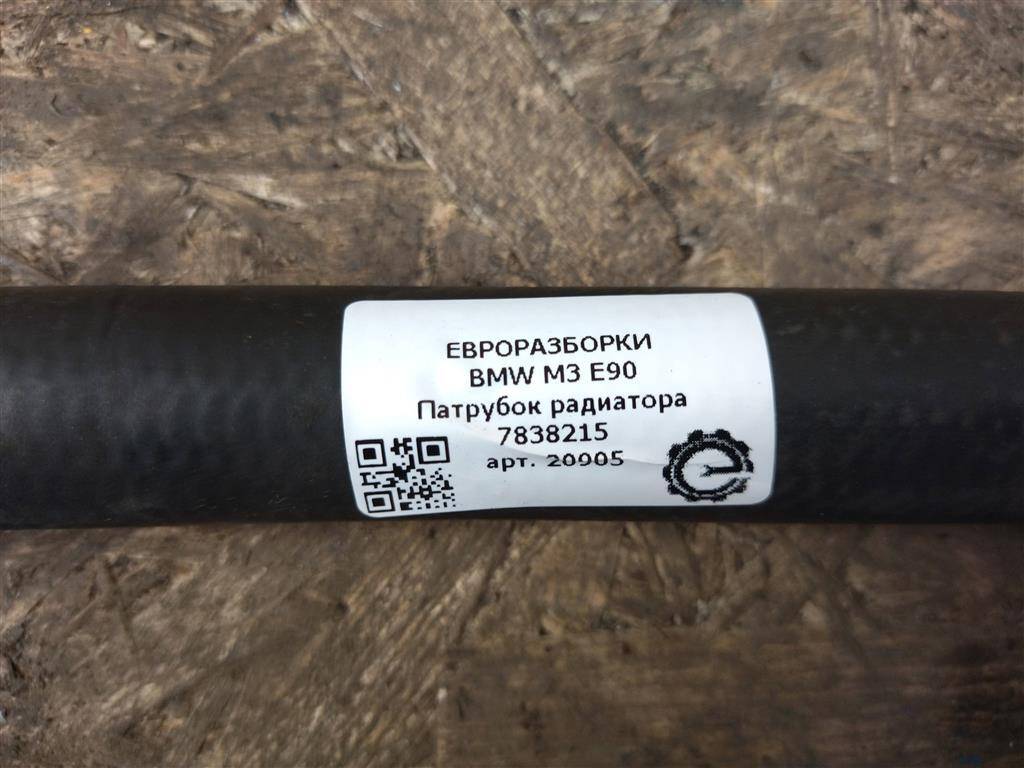 ЕВРОРАЗБОРКИ
BMW M3 E90
Патрубок радиатора
7838215
арт. 20905